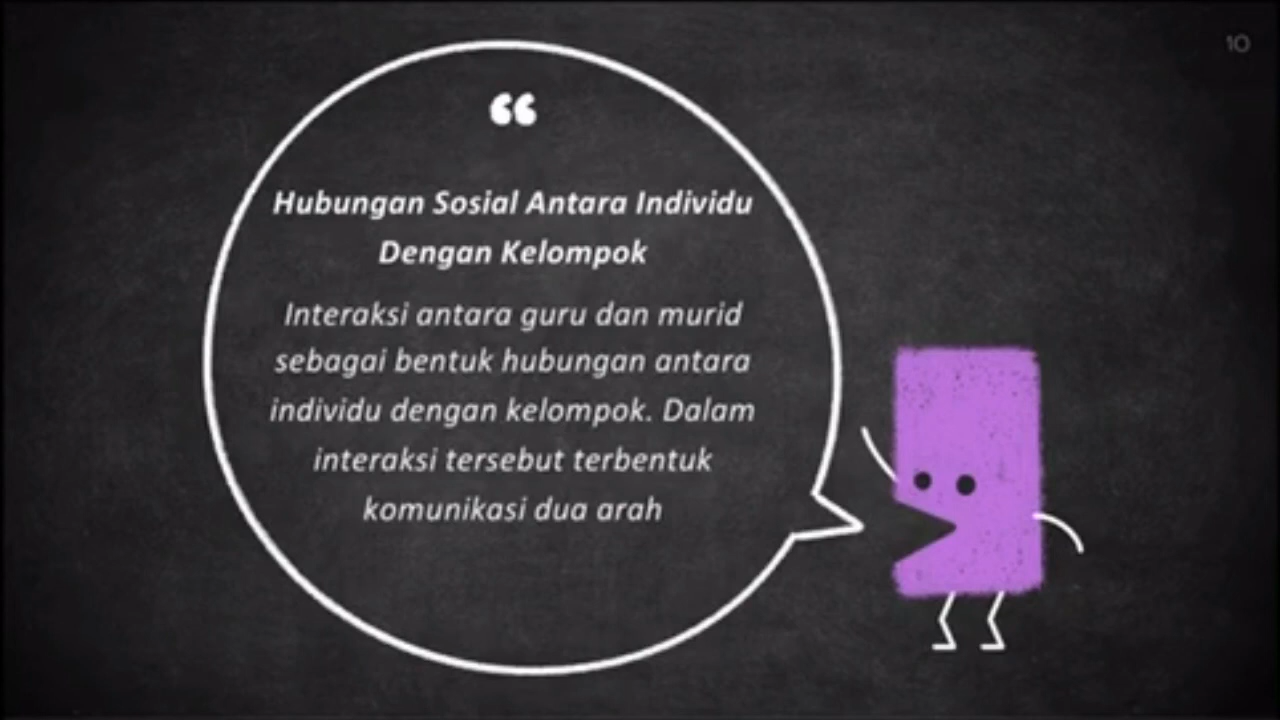 10
“
Hubungan Sosial Antara Individu
Dengan Kelompok
Interaksi antara guru dan murid
sebagai bentuk hubungan antara
individu dengan kelompok. Dalam
interaksi tersebut terbentuk
komunikasi dua arah